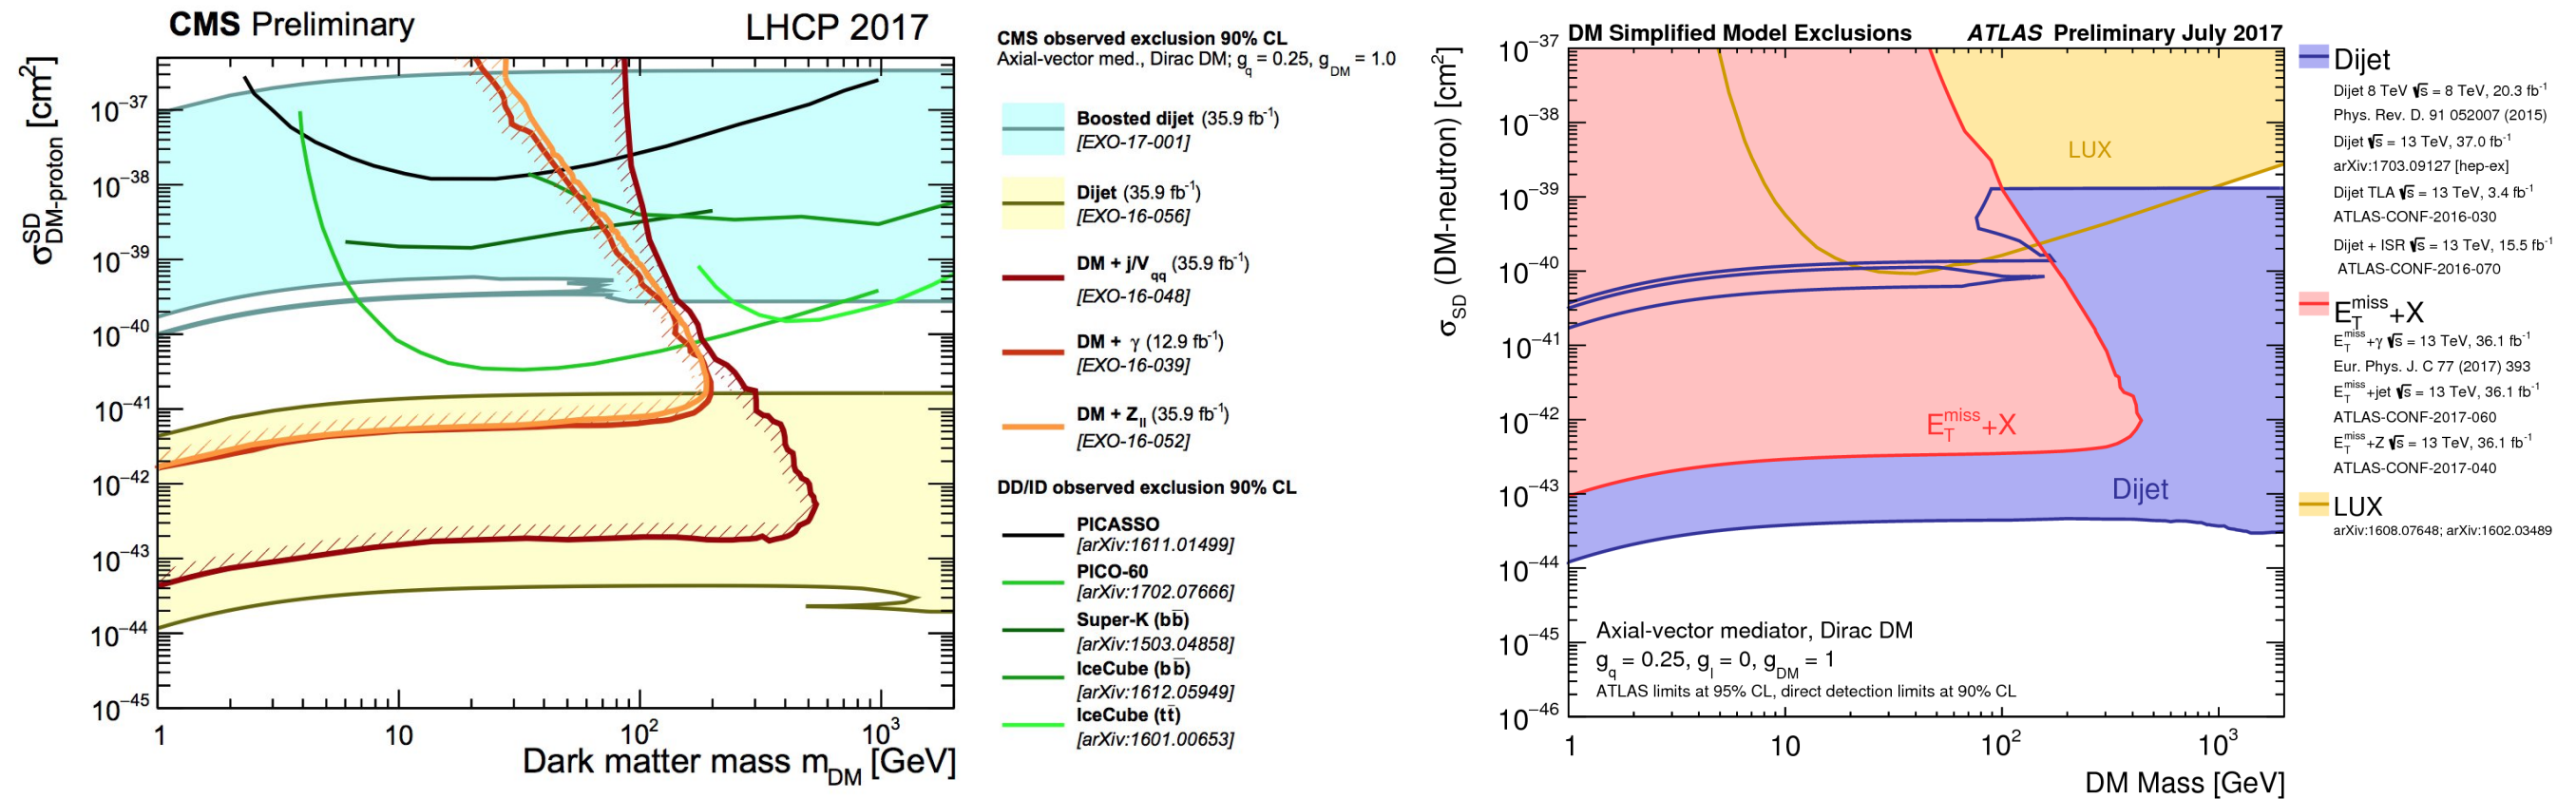 CMS Preliminary
LHCP 2017
σ^SD_DM-proton [cm²]
10⁻³⁷
10⁻³⁸
10⁻³⁹
10⁻⁴⁰
10⁻⁴¹
10⁻⁴²
10⁻⁴³
10⁻⁴⁴
10⁻⁴⁵
1
10
10²
10³
Dark matter mass m_DM [GeV]
CMS observed exclusion 90% CL
Axial-vector med., Dirac DM; g_q = 0.25, g_DM = 1.0
Boosted dijet (35.9 fb⁻¹)
[EXO-17-001]
Dijet (35.9 fb⁻¹)
[EXO-16-056]
DM + j/V_qq (35.9 fb⁻¹)
[EXO-16-048]
DM + γ (12.9 fb⁻¹)
[EXO-16-039]
DM + Z_ll (35.9 fb⁻¹)
[EXO-16-052]
DD/ID observed exclusion 90% CL
PICASSO
[arXiv:1611.01499]
PICO-60
[arXiv:1702.07666]
Super-K (bb̅)
[arXiv:1503.04858]
IceCube (bb̅)
[arXiv:1612.05949]
IceCube (tt̅)
[arXiv:1601.00653]
DM Simplified Model Exclusions
ATLAS Preliminary July 2017
σ_SD (DM-neutron) [cm²]
10⁻³⁷
10⁻³⁸
10⁻³⁹
10⁻⁴⁰
10⁻⁴¹
10⁻⁴²
10⁻⁴³
10⁻⁴⁴
10⁻⁴⁵
10⁻⁴⁶
LUX
E_T^miss+X
Dijet
Axial-vector mediator, Dirac DM
g_q = 0.25, g_l = 0, g_DM = 1
ATLAS limits at 95% CL, direct detection limits at 90% CL
1
10
10²
10³
DM Mass [GeV]
Dijet
Dijet 8 TeV √s = 8 TeV, 20.3 fb⁻¹
Phys. Rev. D. 91 052007 (2015)
Dijet √s = 13 TeV, 37.0 fb⁻¹
arXiv:1703.09127 [hep-ex]
Dijet TLA √s = 13 TeV, 3.4 fb⁻¹
ATLAS-CONF-2016-030
Dijet + ISR √s = 13 TeV, 15.5 fb⁻¹
ATLAS-CONF-2016-070
E_T^miss+X
E_T^miss+γ √s = 13 TeV, 36.1 fb⁻¹
Eur. Phys. J. C 77 (2017) 393
E_T^miss+jet √s = 13 TeV, 36.1 fb⁻¹
ATLAS-CONF-2017-060
E_T^miss+Z √s = 13 TeV, 36.1 fb⁻¹
ATLAS-CONF-2017-040
LUX
arXiv:1608.07648; arXiv:1602.03489